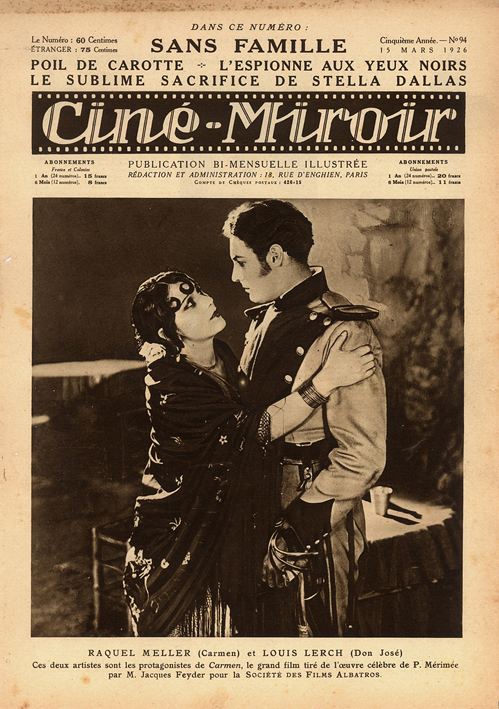 DANS CE NUMÉRO :
Le Numéro : 60 Centimes
ÉTRANGER : 75 Centimes
SANS FAMILLE
Cinquième Année. — N° 94
15 MARS 1926
POIL DE CAROTTE ⁘ L'ESPIONNE AUX YEUX NOIRS
LE SUBLIME SACRIFICE DE STELLA DALLAS
Ciné-Miroir
ABONNEMENTS
France et Colonies
1 An (24 numéros).. 15 francs
6 Mois (12 numéros). 8 francs
PUBLICATION BI-MENSUELLE ILLUSTRÉE
RÉDACTION ET ADMINISTRATION : 18, RUE D'ENGHIEN, PARIS
COMPTE DE CHÈQUES POSTAUX : 426-15
ABONNEMENTS
Union postale
1 An (24 numéros).. 20 francs
6 Mois (12 numéros).. 11 francs
RAQUEL MELLER (Carmen) et LOUIS LERCH (Don José)
Ces deux artistes sont les protagonistes de Carmen, le grand film tiré de l'œuvre célèbre de P. Mérimée
par M. Jacques Feyder pour la SOCIÉTÉ DES FILMS ALBATROS.